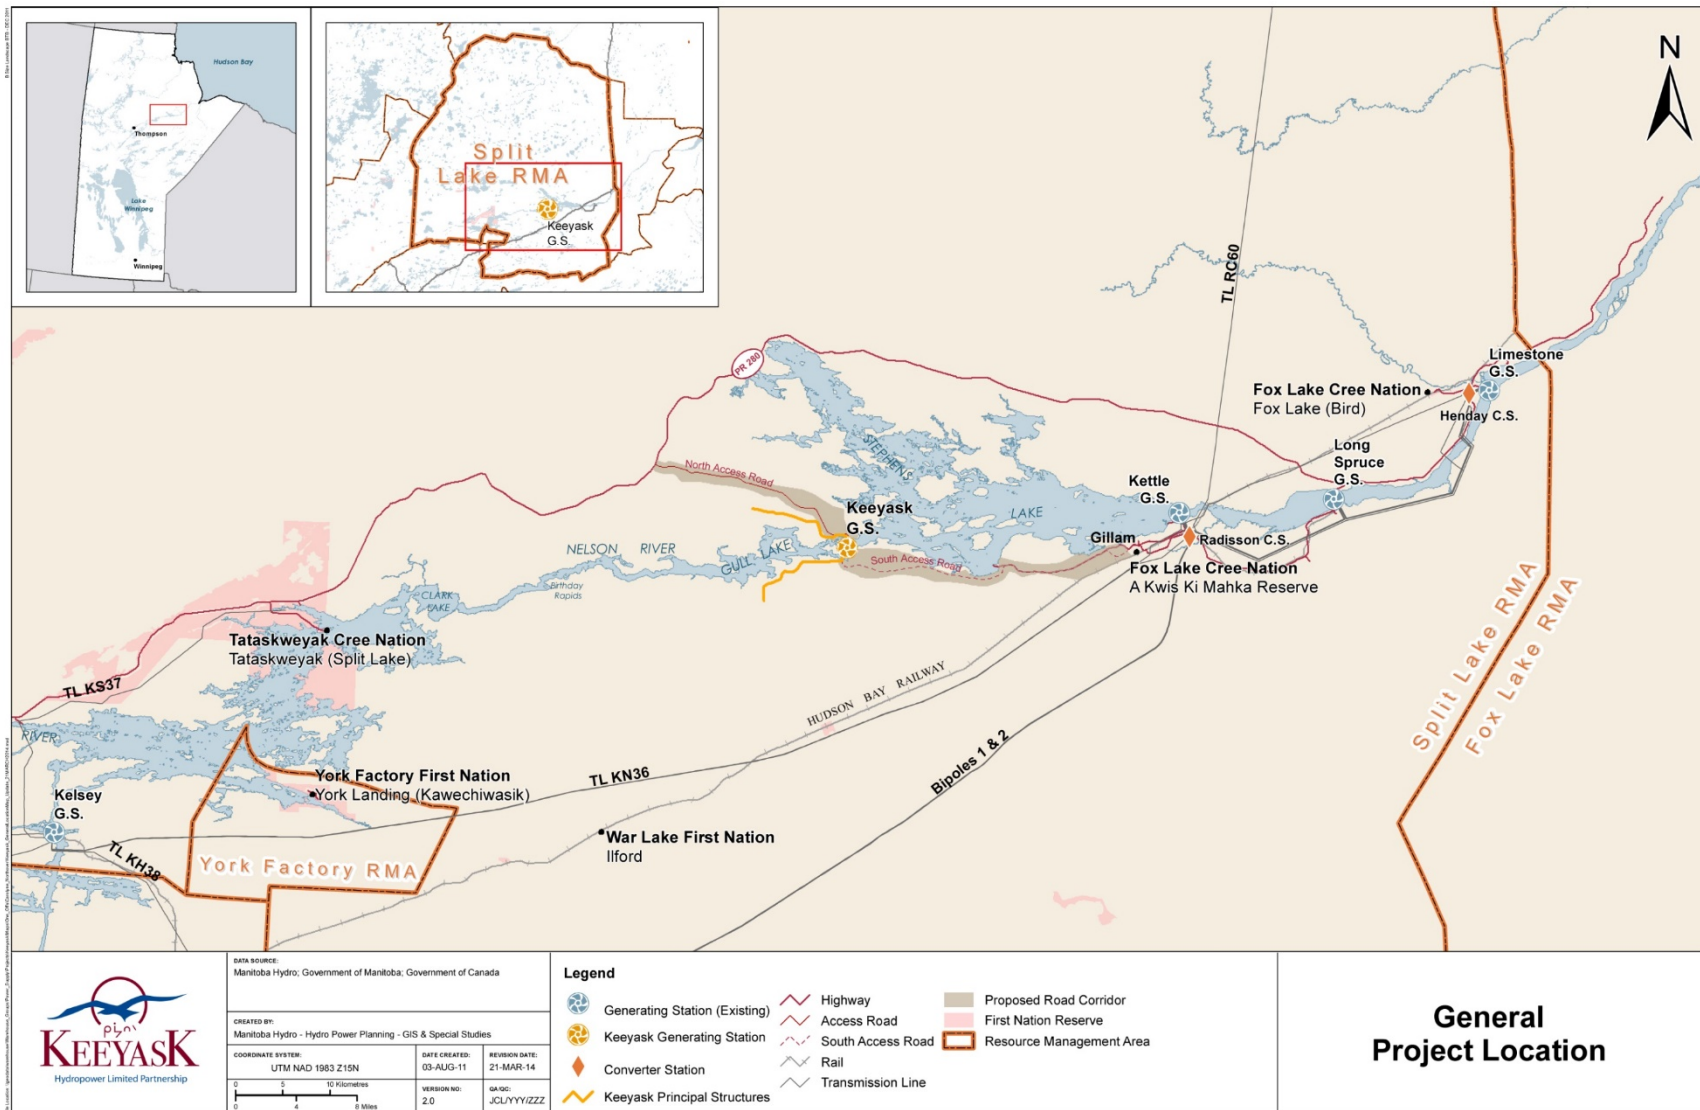 Hudson Bay
Thompson
Lake
Winnipeg
Winnipeg
Split
Lake RMA
Keeyask
G.S.
N
TL RC60
PR 280
Limestone
G.S.
Fox Lake Cree Nation
Fox Lake (Bird)
Henday C.S.
Long
Spruce
G.S.
STEPHENS
LAKE
North Access Road
Kettle
G.S.
Keeyask
G.S.
Gillam
Radisson C.S.
South Access Road
Fox Lake Cree Nation
A Kwis Ki Mahka Reserve
NELSON RIVER
GULL LAKE
Birthday
Rapids
CLARK
LAKE
Tataskweyak Cree Nation
Tataskweyak (Split Lake)
TL KS37
RIVER
HUDSON BAY RAILWAY
Split Lake RMA
Fox Lake RMA
Bipoles 1 & 2
TL KN36
York Factory First Nation
York Landing (Kawechiwasik)
Kelsey
G.S.
War Lake First Nation
Ilford
TL KH38
York Factory RMA
ᑭᔭᐢᐠ
KEEYASK
Hydropower Limited Partnership
DATA SOURCE:
Manitoba Hydro; Government of Manitoba; Government of Canada
CREATED BY:
Manitoba Hydro - Hydro Power Planning - GIS & Special Studies
COORDINATE SYSTEM:
UTM NAD 1983 Z15N
DATE CREATED:
03-AUG-11
REVISION DATE:
21-MAR-14
0 5 10 Kilometres
0 4 8 Miles
VERSION NO:
2.0
QA/QC:
JCL/YYY/ZZZ
Legend
Generating Station (Existing)
Keeyask Generating Station
Converter Station
Keeyask Principal Structures
Highway
Access Road
South Access Road
Rail
Transmission Line
Proposed Road Corridor
First Nation Reserve
Resource Management Area
General
Project Location